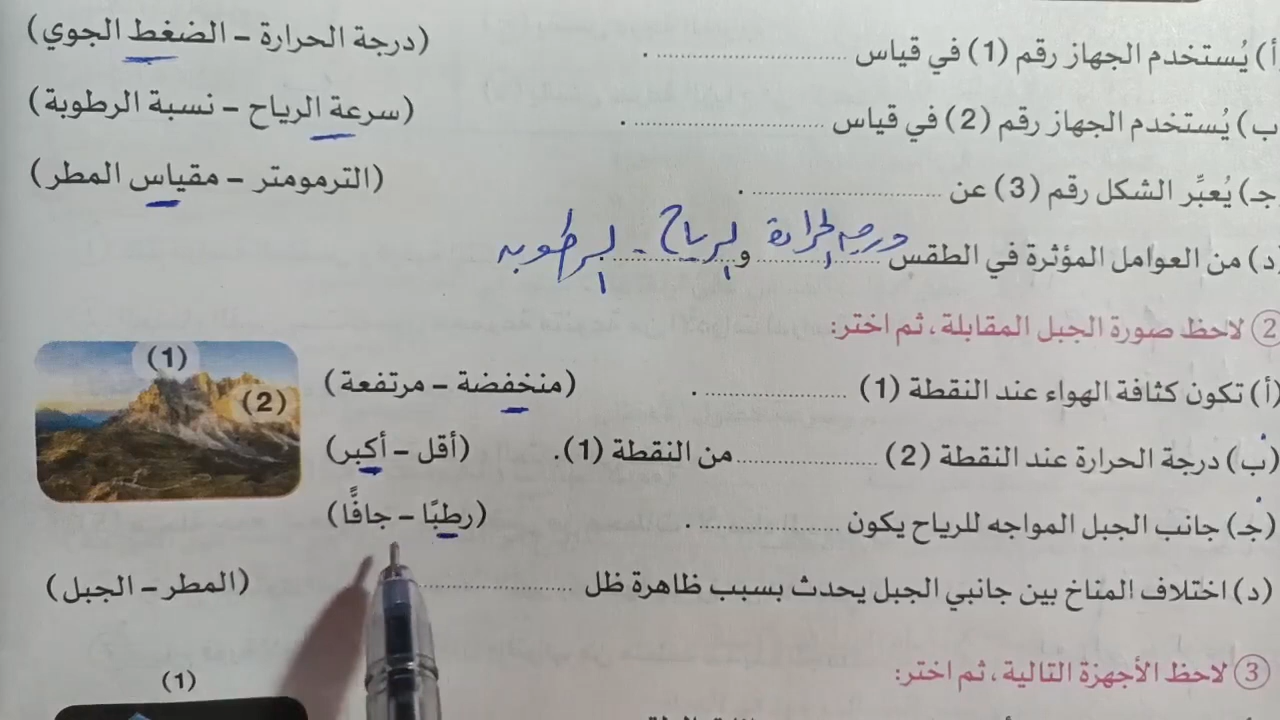 أ) يُستخدم الجهاز رقم (1) في قياس .................... . (درجة الحرارة - الضغط الجوي)
ب) يُستخدم الجهاز رقم (2) في قياس .................... . (سرعة الرياح - نسبة الرطوبة)
جـ) يُعبِّر الشكل رقم (3) عن .................... . (الترمومتر - مقياس المطر)
د) من العوامل المؤثرة في الطقس درجه الحرارة و الرياح - الرطوبه
② لاحظ صورة الجبل المقابلة، ثم اختر:
(1)
(2)
(أ) تكون كثافة الهواء عند النقطة (1) .................... . (منخفضة - مرتفعة)
(ب) درجة الحرارة عند النقطة (2) .................... من النقطة (1). (أقل - أكبر)
(جـ) جانب الجبل المواجه للرياح يكون .................... . (رطبًا - جافًّا)
(د) اختلاف المناخ بين جانبي الجبل يحدث بسبب ظاهرة ظل .................... (المطر - الجبل)
③ لاحظ الأجهزة التالية، ثم اختر:
(1)